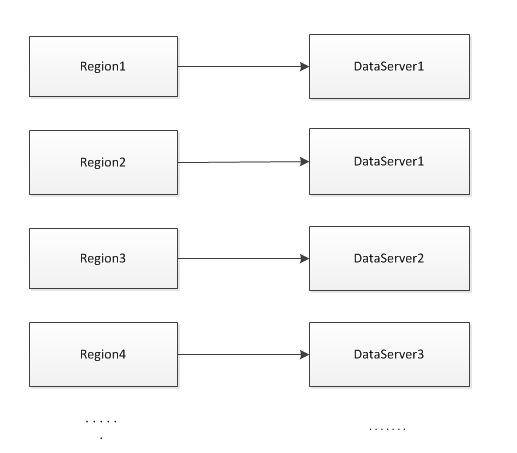 Region1
DataServer1
Region2
DataServer1
Region3
DataServer2
Region4
DataServer3
.....
.
.......